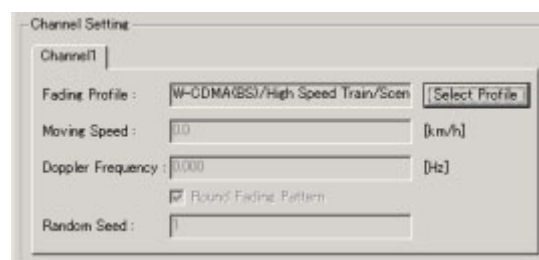 Channel Setting
Channel1
Fading Profile : W-CDMA(BS)/High Speed Train/Scen Select Profile
Moving Speed : 0.0 [km/h]
Doppler Frequency : 0.000 [Hz]
Round Fading Pattern
Random Seed : 1